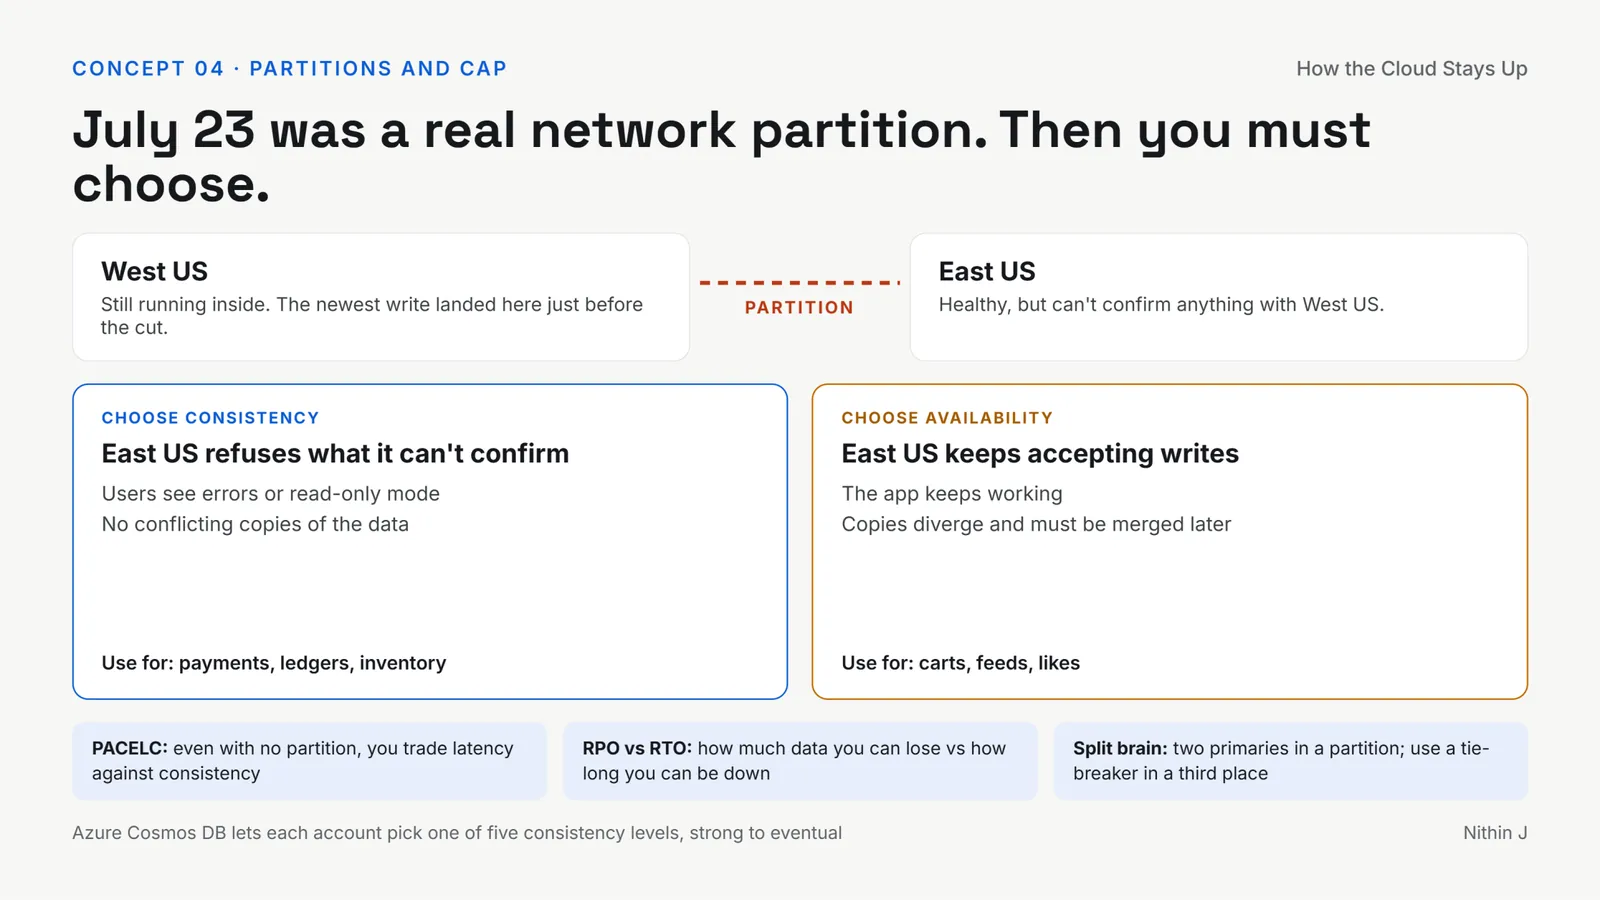 CONCEPT 04 · PARTITIONS AND CAP
How the Cloud Stays Up
July 23 was a real network partition. Then you must
choose.
West US
Still running inside. The newest write landed here just before
the cut.
PARTITION
East US
Healthy, but can't confirm anything with West US.
CHOOSE CONSISTENCY
East US refuses what it can't confirm
Users see errors or read-only mode
No conflicting copies of the data
Use for: payments, ledgers, inventory
CHOOSE AVAILABILITY
East US keeps accepting writes
The app keeps working
Copies diverge and must be merged later
Use for: carts, feeds, likes
PACELC: even with no partition, you trade latency
against consistency
RPO vs RTO: how much data you can lose vs how
long you can be down
Split brain: two primaries in a partition; use a tie-
breaker in a third place
Azure Cosmos DB lets each account pick one of five consistency levels, strong to eventual
Nithin J